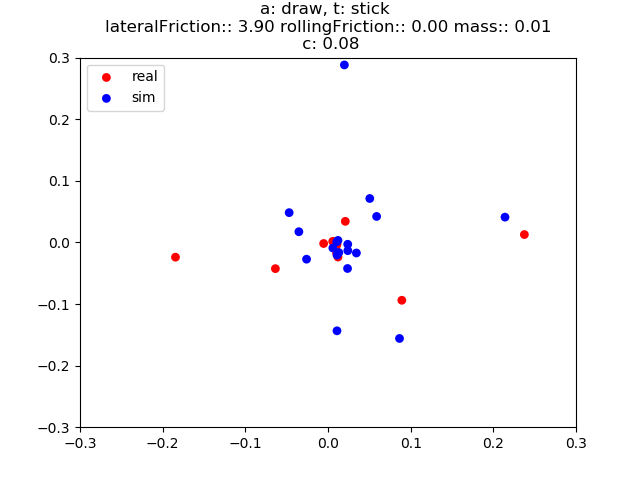 a: draw, t: stick
lateralFriction:: 3.90 rollingFriction:: 0.00 mass:: 0.01
c: 0.08
real
sim
0.3
0.2
0.1
0.0
−0.1
−0.2
−0.3
−0.3
−0.2
−0.1
0.0
0.1
0.2
0.3